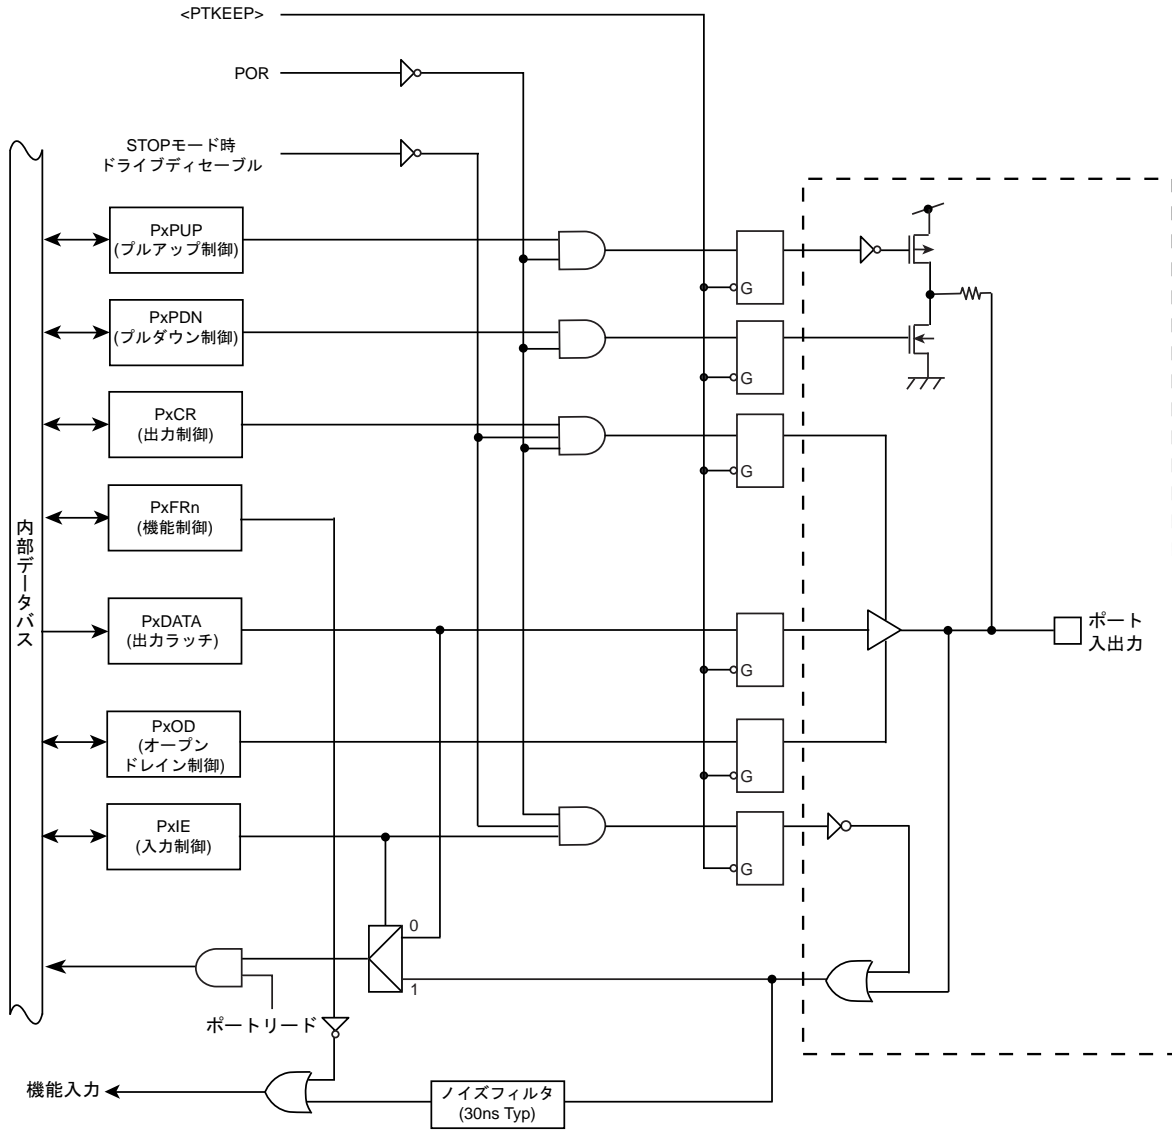 <PTKEEP>
POR
STOPモード時
ドライブディセーブル
PxPUP
(プルアップ制御)
G
PxPDN
(プルダウン制御)
G
PxCR
(出力制御)
G
PxFRn
(機能制御)
内部データバス
PxDATA
(出力ラッチ)
G
ポート
入出力
PxOD
(オープン
ドレイン制御)
G
PxIE
(入力制御)
G
0
1
ポートリード
機能入力
ノイズフィルタ
(30ns Typ)